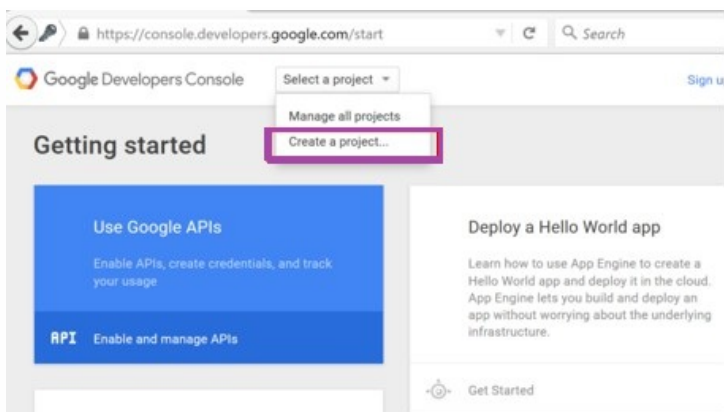 https://console.developers.google.com/start
Search
Google Developers Console
Select a project
Sign u
Manage all projects
Create a project...
Getting started
Use Google APIs
Enable APIs, create credentials, and track
your usage
API Enable and manage APIs
Deploy a Hello World app
Learn how to use App Engine to create a
Hello World app and deploy it in the cloud.
App Engine lets you build and deploy an
app without worrying about the underlying
infrastructure.
Get Started